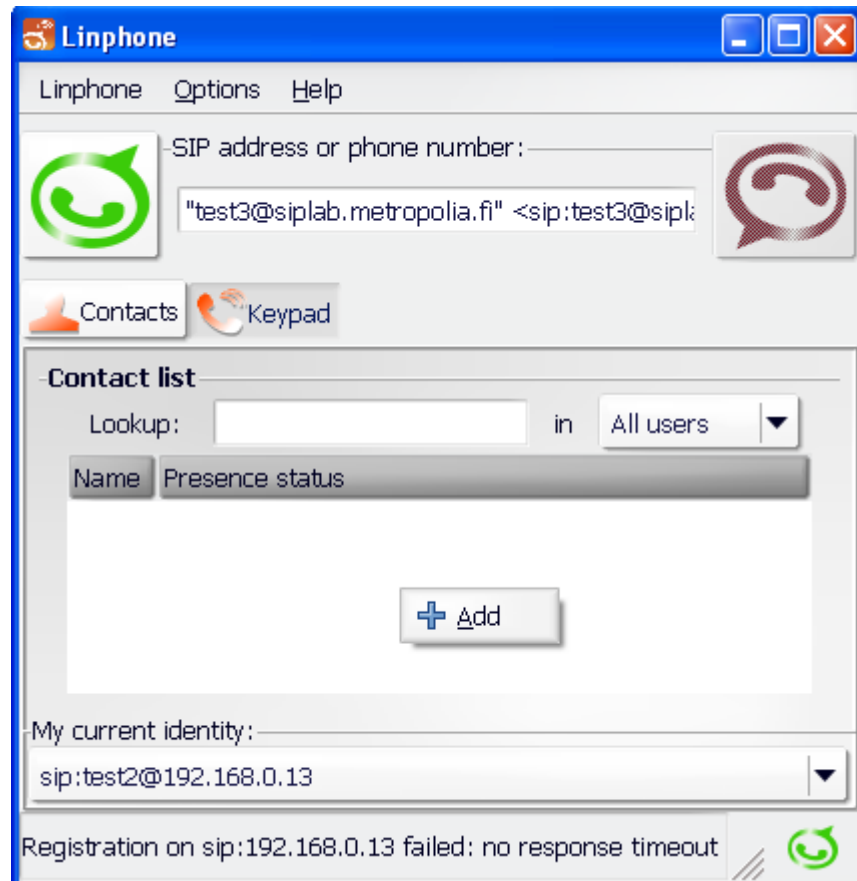 Linphone
Linphone Options Help
SIP address or phone number:
"test3@siplab.metropolia.fi" <sip:test3@sipl
Contacts Keypad
Contact list
Lookup: in All users
Name Presence status
Add
My current identity:
sip:test2@192.168.0.13
Registration on sip:192.168.0.13 failed: no response timeout